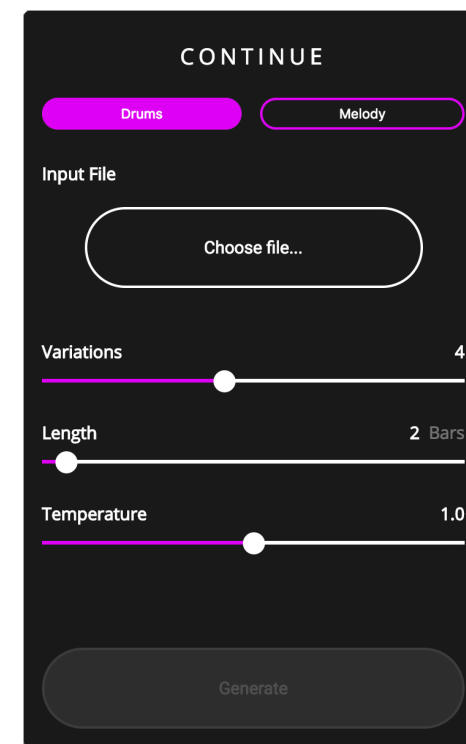 CONTINUE
Drums Melody
Input File
Choose file...
Variations 4
Length 2 Bars
Temperature 1.0
Generate